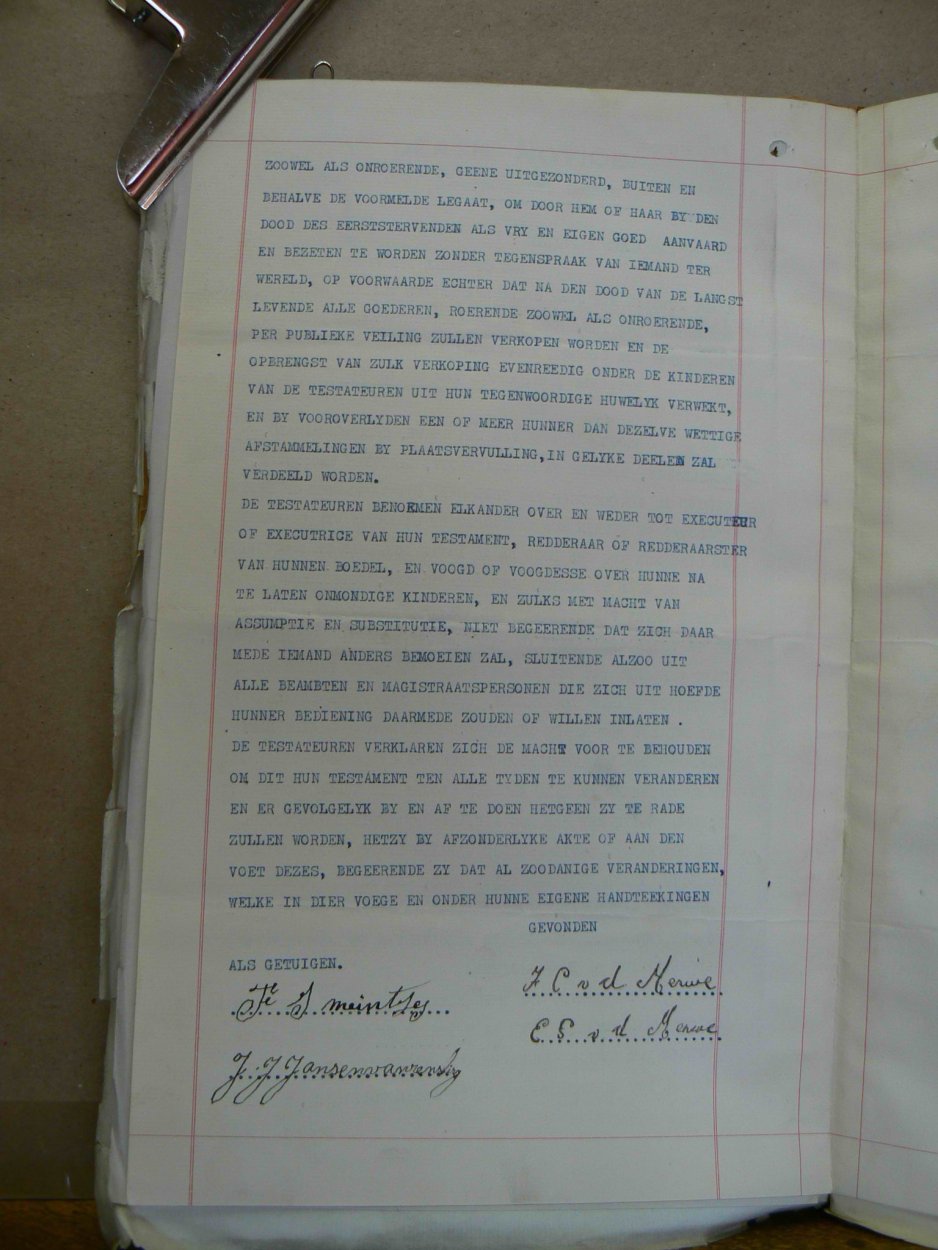 ZOOWEL ALS ONROERENDE, GEENE UITGEZONDERD, BUITEN EN
BEHALVE DE VOORMELDE LEGAAT, OM DOOR HEM OF HAAR BY DEN
DOOD DES EERSTSTERVENDEN ALS VRY EN EIGEN GOED AANVAARD
EN BEZETEN TE WORDEN ZONDER TEGENSPRAAK VAN IEMAND TER
WERELD, OP VOORWAARDE ECHTER DAT NA DEN DOOD VAN DE LANGST
LEVENDE ALLE GOEDEREN, ROERENDE ZOOWEL ALS ONROERENDE,
PER PUBLIEKE VEILING ZULLEN VERKOPEN WORDEN EN DE
OPBRENGST VAN ZULK VERKOPING EVENREEDIG ONDER DE KINDEREN
VAN DE TESTATEUREN UIT HUN TEGENWOORDIGE HUWELYK VERWEKT,
EN BY VOOROVERLYDEN EEN OF MEER HUNNER DAN DEZELVE WETTIGE
AFSTAMMELINGEN BY PLAATSVERVULLING,IN GELYKE DEELEN ZAL
VERDEELD WORDEN.
DE TESTATEUREN BENOEMEN ELKANDER OVER EN WEDER TOT EXECUTEUR
OF EXECUTRICE VAN HUN TESTAMENT, REDDERAAR OF REDDERAARSTER
VAN HUNNEN BOEDEL, EN VOOGD OF VOOGDESSE OVER HUNNE NA
TE LATEN ONMONDIGE KINDEREN, EN ZULKS MET MACHT VAN
ASSUMPTIE EN SUBSTITUTIE, NIET BEGEERENDE DAT ZICH DAAR
MEDE IEMAND ANDERS BEMOEIEN ZAL, SLUITENDE ALZOO UIT
ALLE BEAMBTEN EN MAGISTRAATSPERSONEN DIE ZICH UIT HOEFDE
HUNNER BEDIENING DAARMEDE ZOUDEN OF WILLEN INLATEN .
DE TESTATEUREN VERKLAREN ZICH DE MACHT VOOR TE BEHOUDEN
OM DIT HUN TESTAMENT TEN ALLE TYDEN TE KUNNEN VERANDEREN
EN ER GEVOLGELYK BY EN AF TE DOEN HETGEEN ZY TE RADE
ZULLEN WORDEN, HETZY BY AFZONDERLYKE AKTE OF AAN DEN
VOET DEZES, BEGEERENDE ZY DAT AL ZOODANIGE VERANDERINGEN,
WELKE IN DIER VOEGE EN ONDER HUNNE EIGENE HANDTEEKINGEN
GEVONDEN
ALS GETUIGEN.
J C v d Merwe
meintjes
E S v d Merwe
J. J. Jansenvanrensby